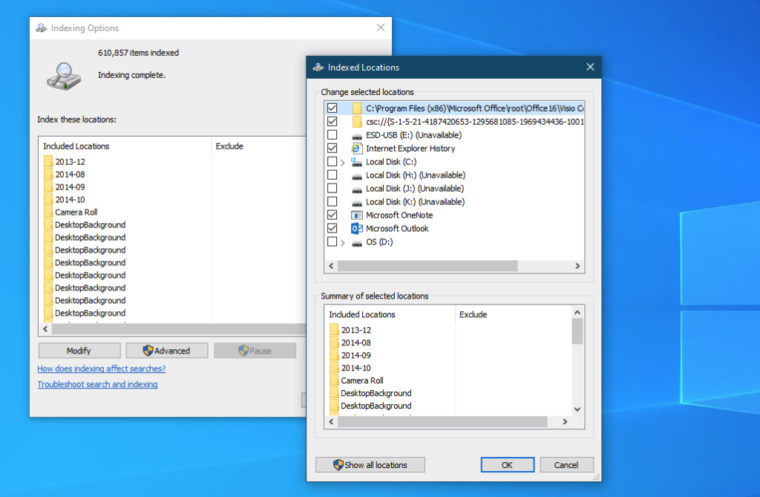 Indexing Options
610,857 items indexed
Indexing complete.
Index these locations:
Included Locations Exclude
2013-12
2014-08
2014-09
2014-10
Camera Roll
DesktopBackground
DesktopBackground
DesktopBackground
DesktopBackground
DesktopBackground
DesktopBackground
DesktopBackground
DesktopBackground
Modify Advanced Pause
How does indexing affect searches?
Troubleshoot search and indexing
Indexed Locations
Change selected locations
C:\Program Files (x86)\Microsoft Office\root\Office16\Visio Co
csc://{S-1-5-21-4187420653-1295681085-1969434436-1001
ESD-USB (E:) (Unavailable)
Internet Explorer History
Local Disk (C:)
Local Disk (H:) (Unavailable)
Local Disk (J:) (Unavailable)
Local Disk (K:) (Unavailable)
Microsoft OneNote
Microsoft Outlook
OS (D:)
Summary of selected locations
Included Locations Exclude
2013-12
2014-08
2014-09
2014-10
Camera Roll
DesktopBackground
DesktopBackground
DesktopBackground
Show all locations OK Cancel